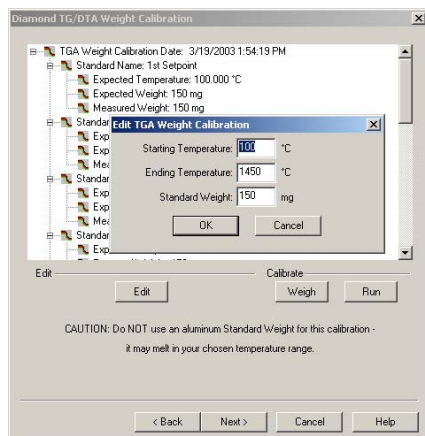 Diamond TG/DTA Weight Calibration
TGA Weight Calibration Date: 3/19/2003 1:54:19 PM
Standard Name: 1st Setpoint
Expected Temperature: 100.000 °C
Expected Weight: 150 mg
Measured Weight: 150 mg
Standar
Edit TGA Weight Calibration
Exp
Starting Temperature: 100 °C
Exp
Mea
Ending Temperature: 1450 °C
Standar
Exp
Standard Weight: 150 mg
Exp
Mea
OK Cancel
Standar
Exp
Edit
Calibrate
Edit Weigh Run
CAUTION: Do NOT use an aluminum Standard Weight for this calibration -
it may melt in your chosen temperature range.
< Back Next > Cancel Help